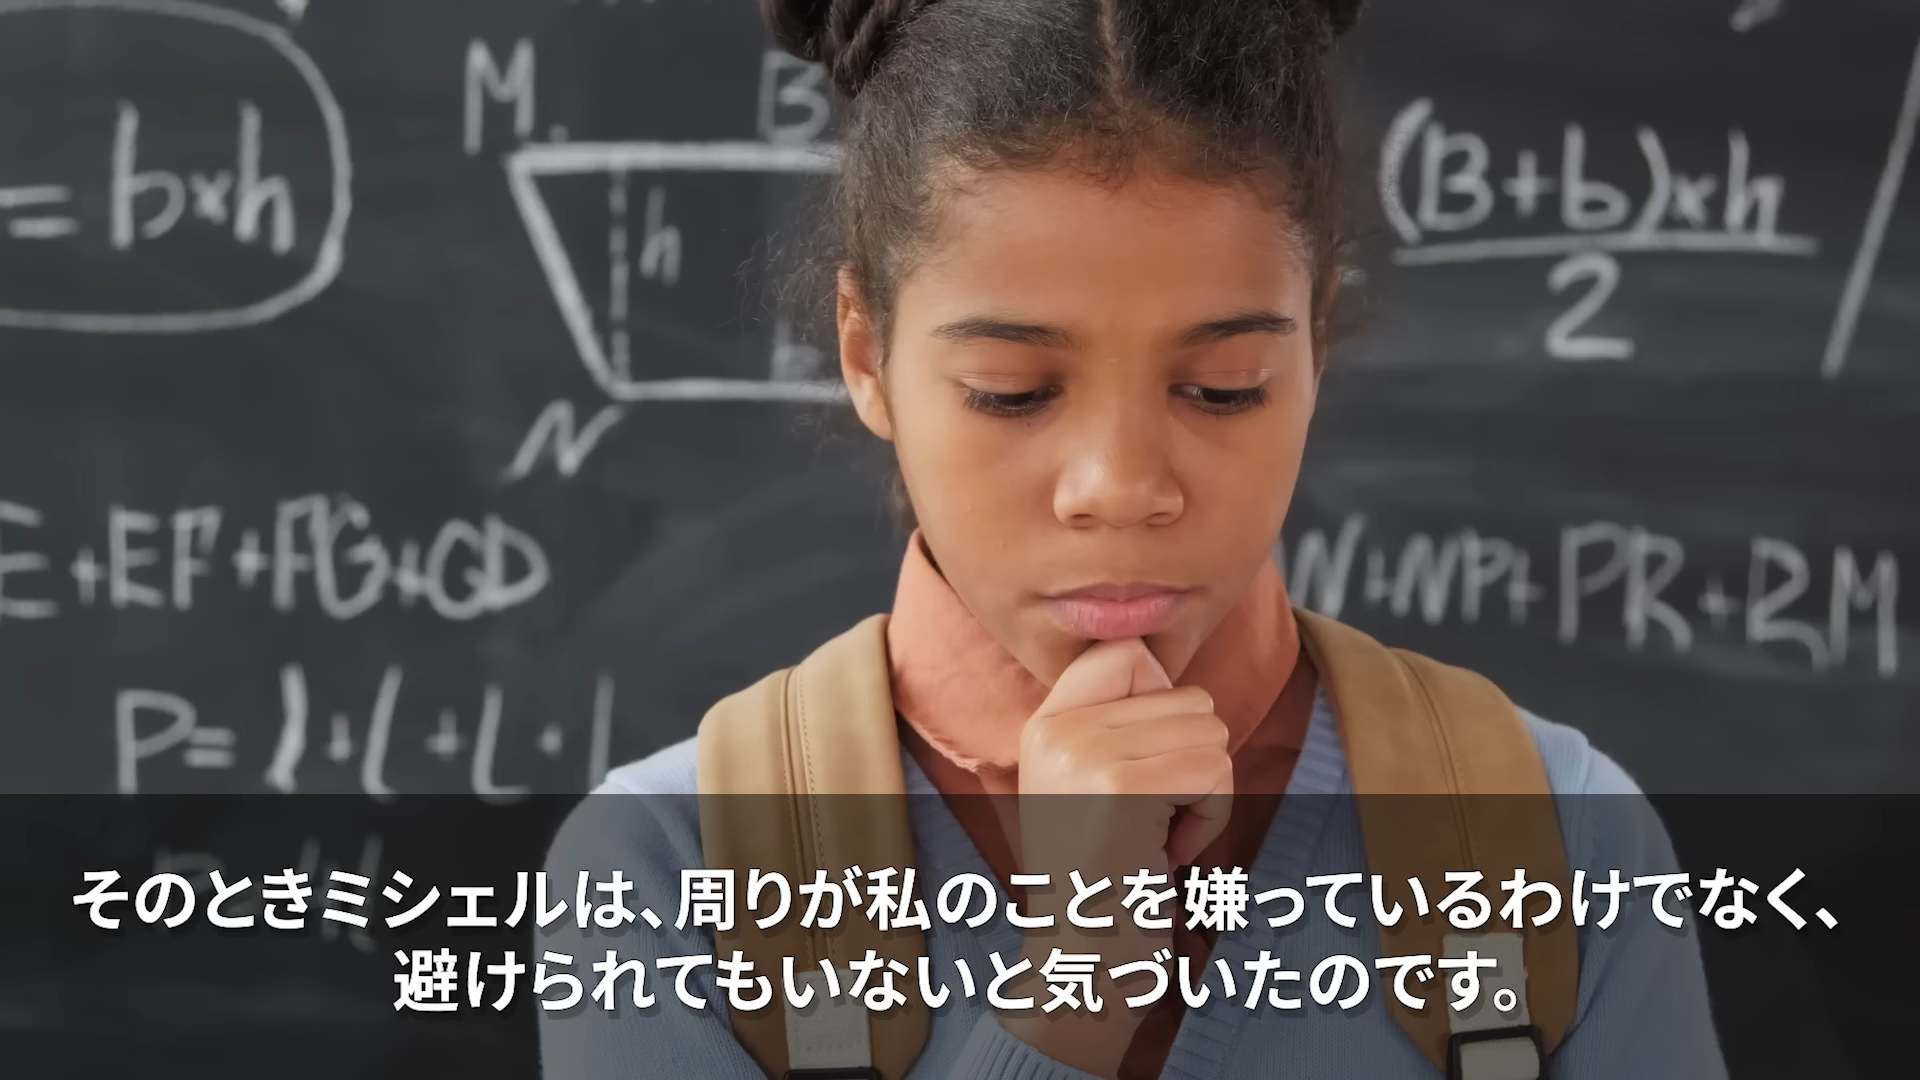 M
B
= b×h
h
(B+b)×h
2
N
E+EF+FG+GD
N+NP+PR+RM
P=l+l+l+l
そのときミシェルは、周りが私のことを嫌っているわけでなく、
避けられてもいないと気づいたのです。